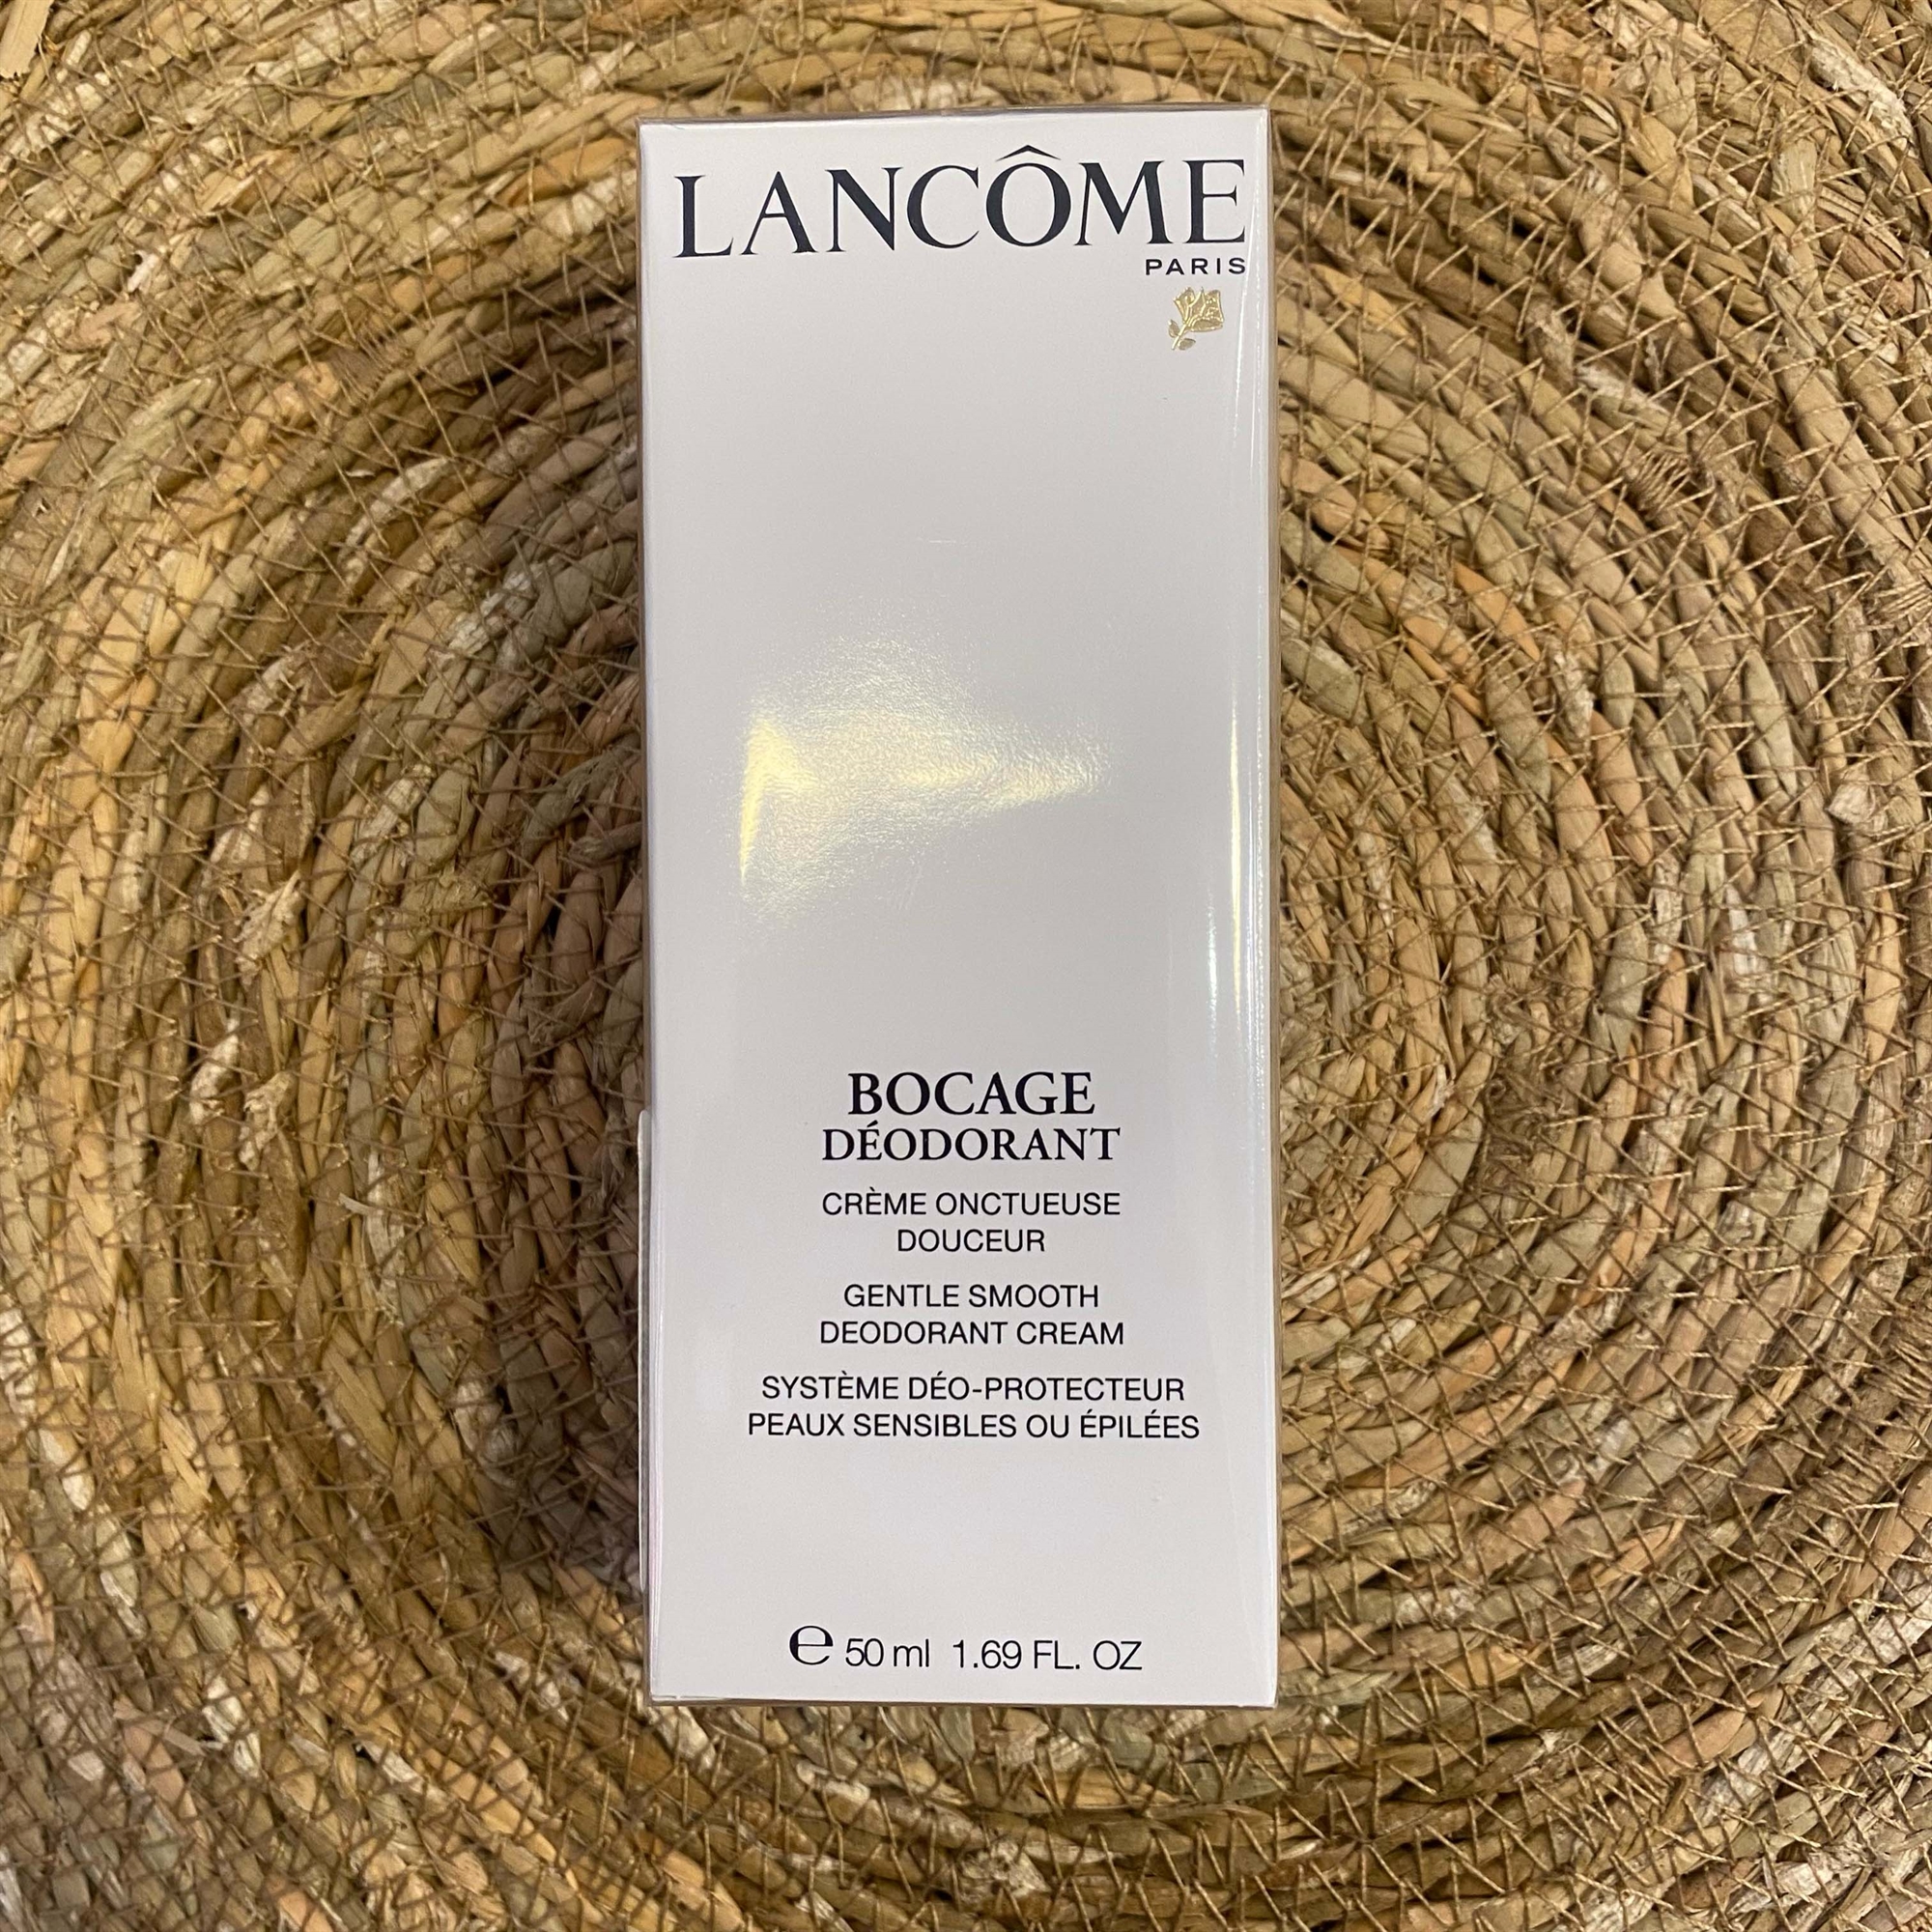 LANCÔME
PARIS
BOCAGE
DÉODORANT
CRÈME ONCTUEUSE
DOUCEUR
GENTLE SMOOTH
DEODORANT CREAM
SYSTÈME DÉO-PROTECTEUR
PEAUX SENSIBLES OU ÉPILÉES
℮ 50 ml 1.69 FL. OZ